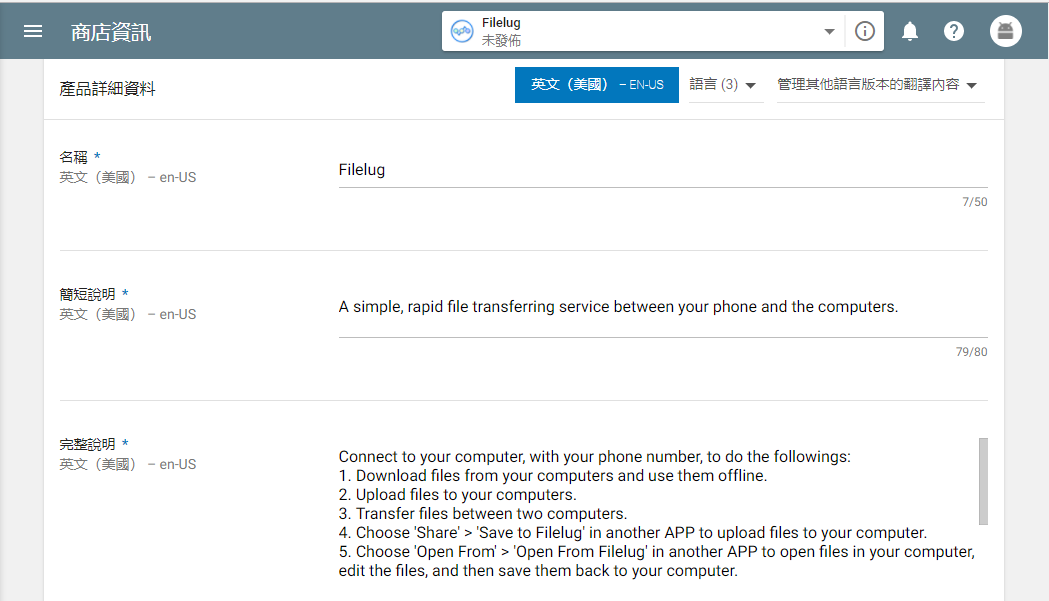 商店資訊
Filelug
未發佈
產品詳細資料
英文（美國） – EN-US
語言 (3)
管理其他語言版本的翻譯內容
名稱 *
英文（美國） – en-US
Filelug
7/50
簡短說明 *
英文（美國） – en-US
A simple, rapid file transferring service between your phone and the computers.
79/80
完整說明 *
英文（美國） – en-US
Connect to your computer, with your phone number, to do the followings:
1. Download files from your computers and use them offline.
2. Upload files to your computers.
3. Transfer files between two computers.
4. Choose 'Share' > 'Save to Filelug' in another APP to upload files to your computer.
5. Choose 'Open From' > 'Open From Filelug' in another APP to open files in your computer,
edit the files, and then save them back to your computer.